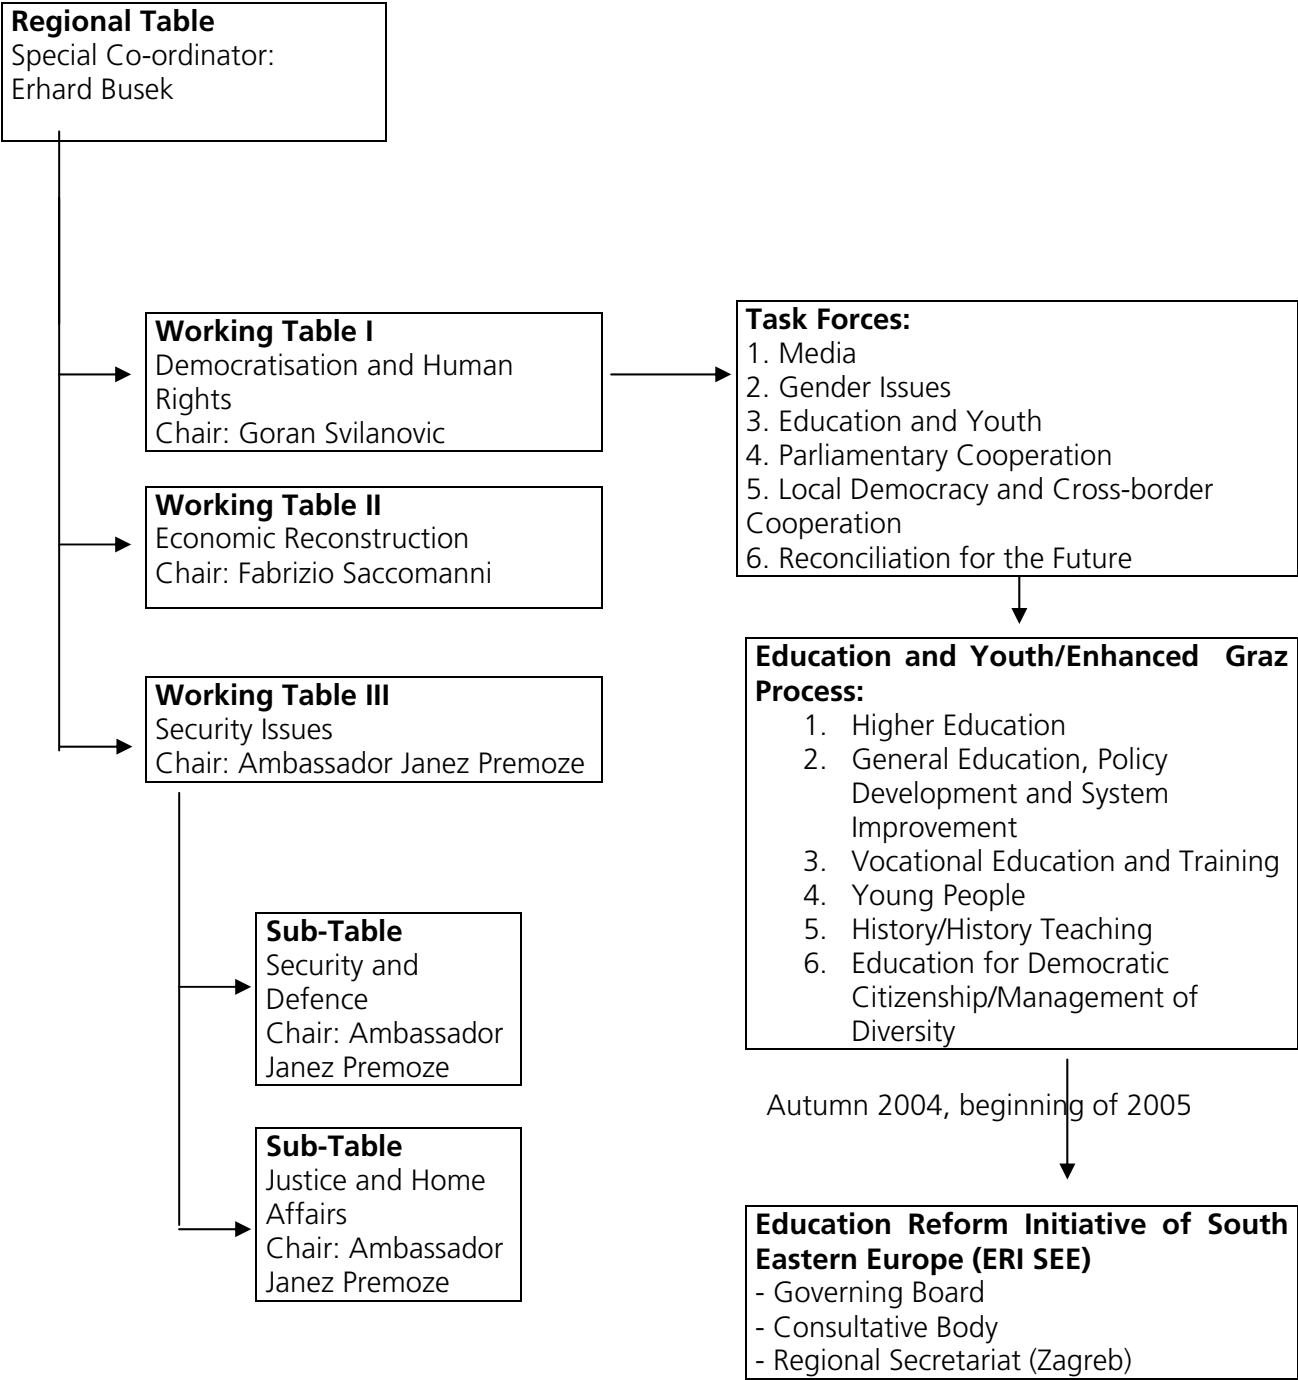 Regional Table
Special Co-ordinator:
Erhard Busek
Working Table I
Democratisation and Human
Rights
Chair: Goran Svilanovic
Working Table II
Economic Reconstruction
Chair: Fabrizio Saccomanni
Working Table III
Security Issues
Chair: Ambassador Janez Premoze
Sub-Table
Security and
Defence
Chair: Ambassador
Janez Premoze
Sub-Table
Justice and Home
Affairs
Chair: Ambassador
Janez Premoze
Task Forces:
1. Media
2. Gender Issues
3. Education and Youth
4. Parliamentary Cooperation
5. Local Democracy and Cross-border
Cooperation
6. Reconciliation for the Future
Education and Youth/Enhanced Graz
Process:
1. Higher Education
2. General Education, Policy
Development and System
Improvement
3. Vocational Education and Training
4. Young People
5. History/History Teaching
6. Education for Democratic
Citizenship/Management of
Diversity
Autumn 2004, beginning of 2005
Education Reform Initiative of South
Eastern Europe (ERI SEE)
- Governing Board
- Consultative Body
- Regional Secretariat (Zagreb)